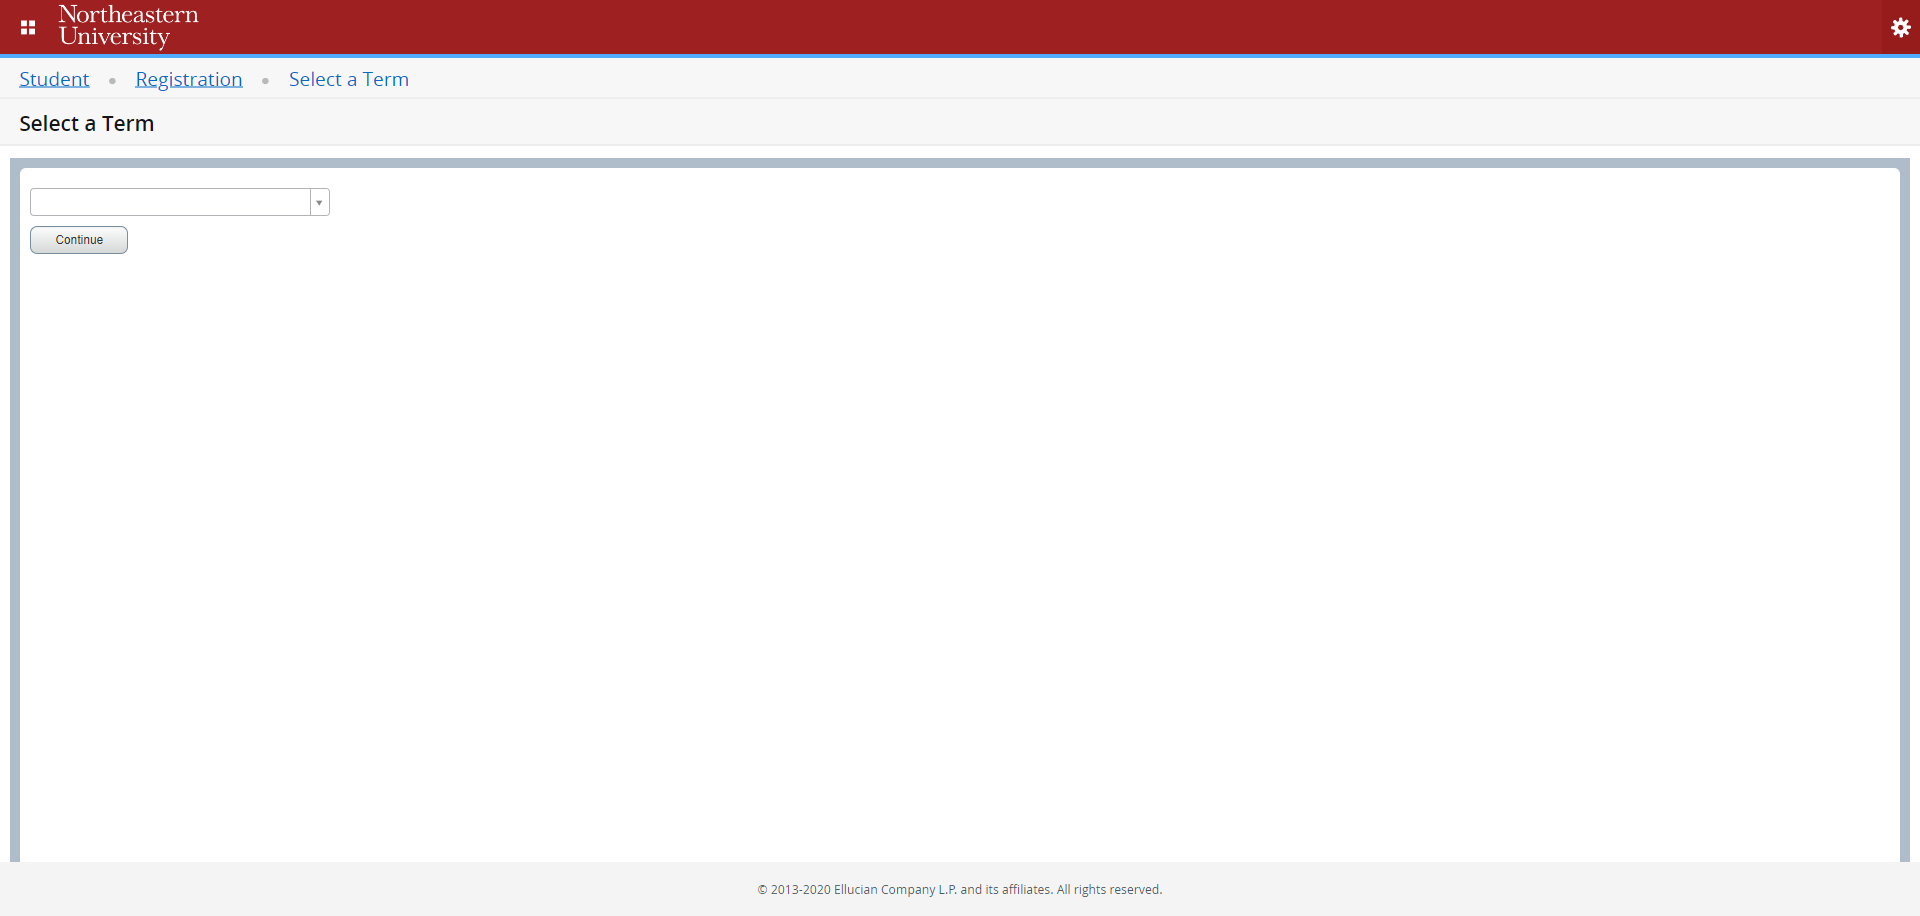 Northeastern
University
Student • Registration • Select a Term
Select a Term
Continue
© 2013-2020 Ellucian Company L.P. and its affiliates. All rights reserved.